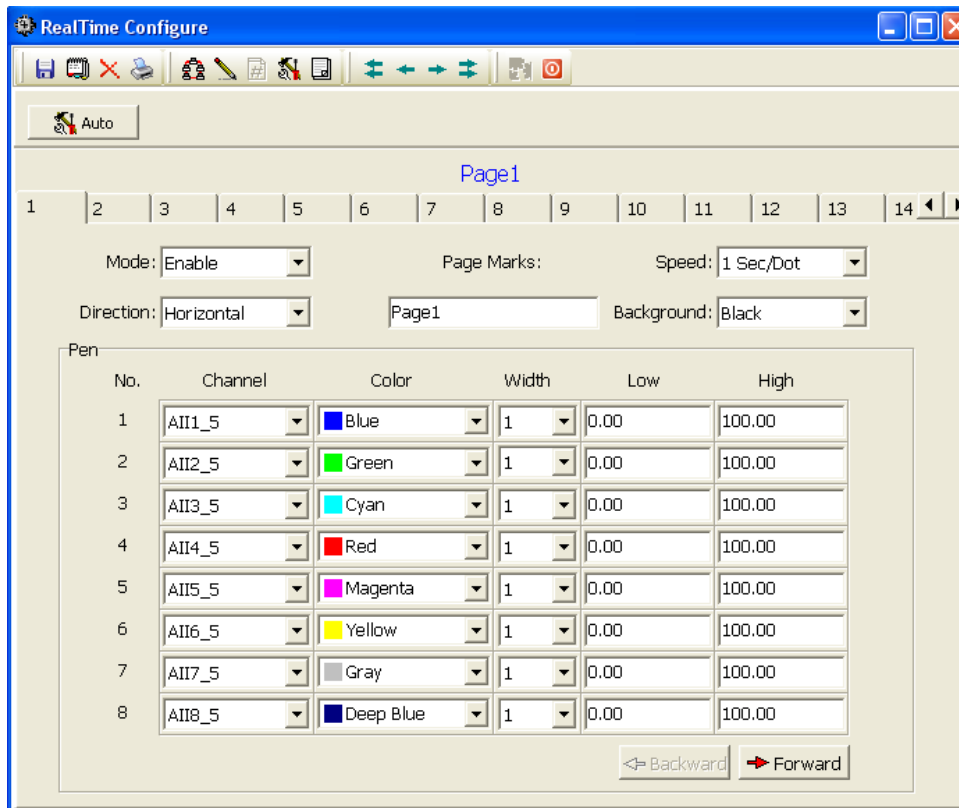 RealTime Configure
Auto
Page1
1 2 3 4 5 6 7 8 9 10 11 12 13 14
Mode: Enable Page Marks: Speed: 1 Sec/Dot
Direction: Horizontal Page1 Background: Black
Pen
No. Channel Color Width Low High
1 AII1_5 Blue 1 0.00 100.00
2 AII2_5 Green 1 0.00 100.00
3 AII3_5 Cyan 1 0.00 100.00
4 AII4_5 Red 1 0.00 100.00
5 AII5_5 Magenta 1 0.00 100.00
6 AII6_5 Yellow 1 0.00 100.00
7 AII7_5 Gray 1 0.00 100.00
8 AII8_5 Deep Blue 1 0.00 100.00
Backward Forward